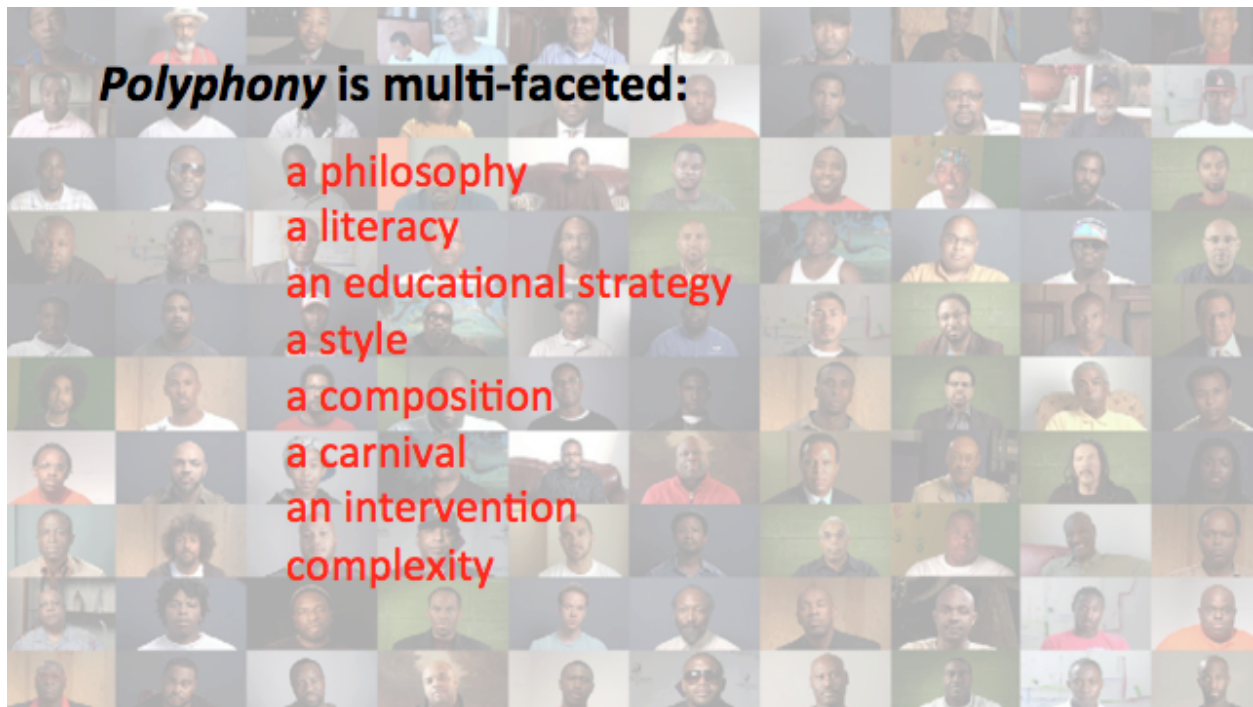 Polyphony is multi-faceted:
a philosophy
a literacy
an educational strategy
a style
a composition
a carnival
an intervention
complexity